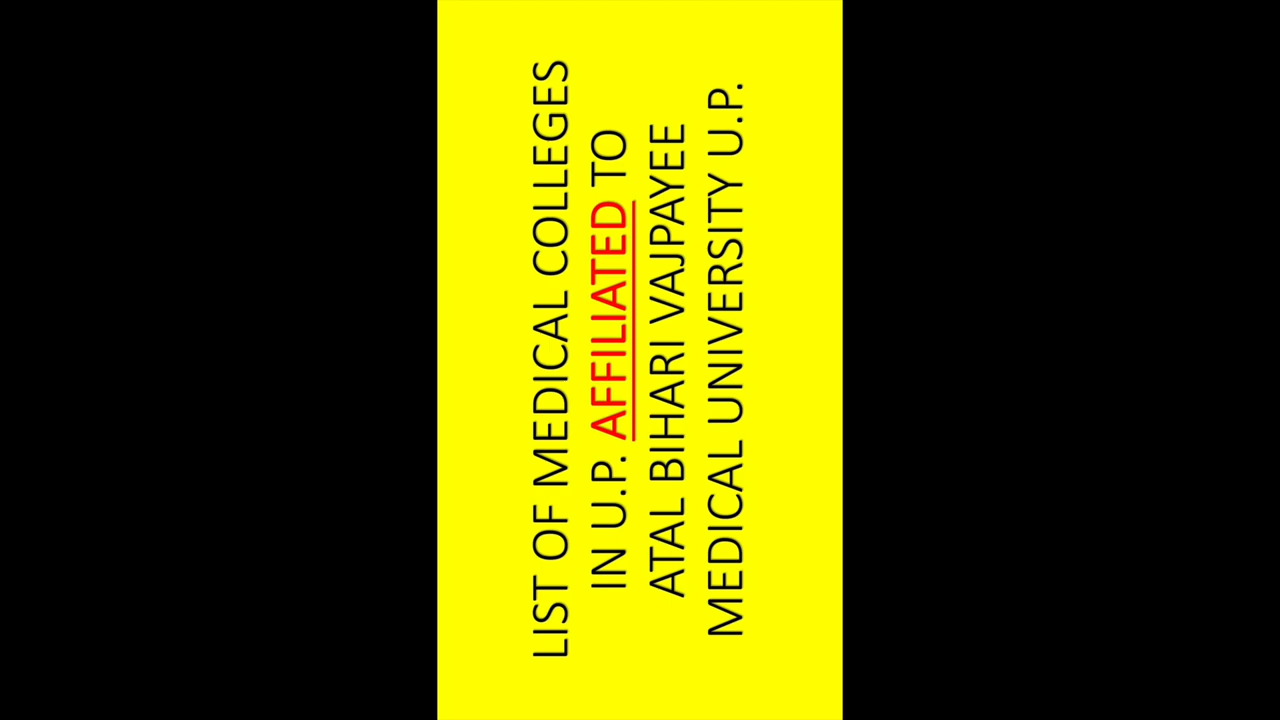 LIST OF MEDICAL COLLEGES
IN U.P. AFFILIATED TO
ATAL BIHARI VAJPAYEE
MEDICAL UNIVERSITY U.P.